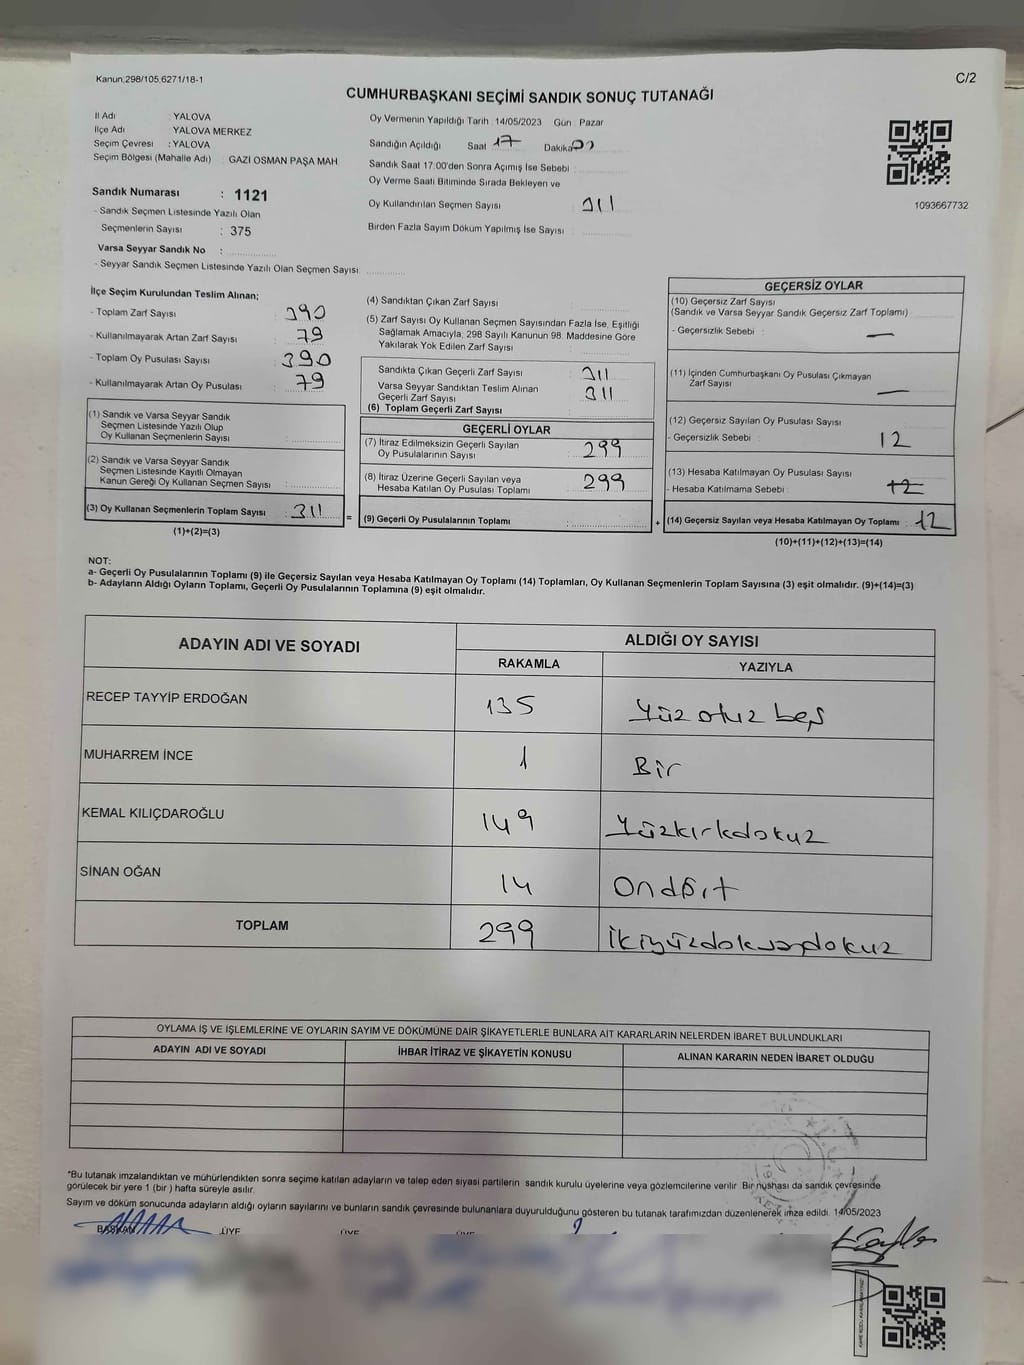 Kanun;298/105,6271/18-1
C/2
CUMHURBAŞKANI SEÇİMİ SANDIK SONUÇ TUTANAĞI
İl Adı : YALOVA
İlçe Adı YALOVA MERKEZ
Seçim Çevresi : YALOVA
Seçim Bölgesi (Mahalle Adı) : GAZI OSMAN PAŞA MAH
Sandık Numarası : 1121
- Sandık Seçmen Listesinde Yazılı Olan
Seçmenlerin Sayısı : 375
Varsa Seyyar Sandık No :
- Seyyar Sandık Seçmen Listesinde Yazılı Olan Seçmen Sayısı:
Oy Vermenin Yapıldığı Tarih :14/05/2023 Gün : Pazar
Sandığın Açıldığı Saat 17 Dakika
Sandık Saat 17:00'den Sonra Açımış İse Sebebi :
Oy Verme Saati Bitiminde Sırada Bekleyen ve
Oy Kullandırılan Seçmen Sayısı : 311
Birden Fazla Sayım Döküm Yapılmış İse Sayısı :
1093667732
İlçe Seçim Kurulundan Teslim Alınan;
- Toplam Zarf Sayısı : 390
- Kullanılmayarak Artan Zarf Sayısı : 79
- Toplam Oy Pusulası Sayısı : 390
- Kullanılmayarak Artan Oy Pusulası : 79
(1) Sandık ve Varsa Seyyar Sandık
Seçmen Listesinde Yazılı Olup
Oy Kullanan Seçmenlerin Sayısı :
(2) Sandık ve Varsa Seyyar Sandık
Seçmen Listesinde Kayıtlı Olmayan
Kanun Gereği Oy Kullanan Seçmen Sayısı :
(3) Oy Kullanan Seçmenlerin Toplam Sayısı : 311
(1)+(2)=(3)
=
(4) Sandıktan Çıkan Zarf Sayısı :
(5) Zarf Sayısı Oy Kullanan Seçmen Sayısından Fazla İse, Eşitliği
Sağlamak Amacıyla; 298 Sayılı Kanunun 98. Maddesine Göre
Yakılarak Yok Edilen Zarf Sayısı :
Sandıkta Çıkan Geçerli Zarf Sayısı : 311
Varsa Seyyar Sandıktan Teslim Alınan
Geçerli Zarf Sayısı : 311
(6) Toplam Geçerli Zarf Sayısı :
GEÇERLİ OYLAR
(7) İtiraz Edilmeksizin Geçerli Sayılan
Oy Pusulalarının Sayısı : 299
(8) İtiraz Üzerine Geçerli Sayılan veya
Hesaba Katılan Oy Pusulası Toplamı : 299
(9) Geçerli Oy Pusulalarının Toplamı :
+
GEÇERSİZ OYLAR
(10) Geçersiz Zarf Sayısı
(Sandık ve Varsa Seyyar Sandık Geçersiz Zarf Toplamı) :
- Geçersizlik Sebebi : —
(11) İçinden Cumhurbaşkanı Oy Pusulası Çıkmayan
Zarf Sayısı : —
(12) Geçersiz Sayılan Oy Pusulası Sayısı
- Geçersizlik Sebebi : 12
(13) Hesaba Katılmayan Oy Pusulası Sayısı
- Hesaba Katılmama Sebebi : 12
(14) Geçersiz Sayılan veya Hesaba Katılmayan Oy Toplamı : 12
(10)+(11)+(12)+(13)=(14)
NOT:
a- Geçerli Oy Pusulalarının Toplamı (9) ile Geçersiz Sayılan veya Hesaba Katılmayan Oy Toplamı (14) Toplamları, Oy Kullanan Seçmenlerin Toplam Sayısına (3) eşit olmalıdır. (9)+(14)=(3)
b- Adayların Aldığı Oyların Toplamı, Geçerli Oy Pusulalarının Toplamına (9) eşit olmalıdır.
ADAYIN ADI VE SOYADI ALDIĞI OY SAYISI
RAKAMLA YAZIYLA
RECEP TAYYİP ERDOĞAN 135 Yüz otuz beş
MUHARREM İNCE 1 Bir
KEMAL KILIÇDAROĞLU 149 Yüzkırkdokuz
SİNAN OĞAN 14 Ondört
TOPLAM 299 İkiyüzdoksandokuz
OYLAMA İŞ VE İŞLEMLERİNE VE OYLARIN SAYIM VE DÖKÜMÜNE DAİR ŞİKAYETLERLE BUNLARA AİT KARARLARIN NELERDEN İBARET BULUNDUKLARI
ADAYIN ADI VE SOYADI İHBAR İTİRAZ VE ŞİKAYETİN KONUSU ALINAN KARARIN NEDEN İBARET OLDUĞU
*Bu tutanak imzalandıktan ve mühürlendikten sonra seçime katılan adayların ve talep eden siyasi partilerin sandık kurulu üyelerine veya gözlemcilerine verilir. Bir nüshası da sandık çevresinde
görülecek bir yere 1 (bir ) hafta süreyle asılır.
Sayım ve döküm sonucunda adayların aldığı oyların sayılarını ve bunların sandık çevresinde bulunanlara duyurulduğunu gösteren bu tutanak tarafımızdan düzenlenerek imza edildi. 14/05/2023
BAŞKAN ÜYE ÜYE ÜYE